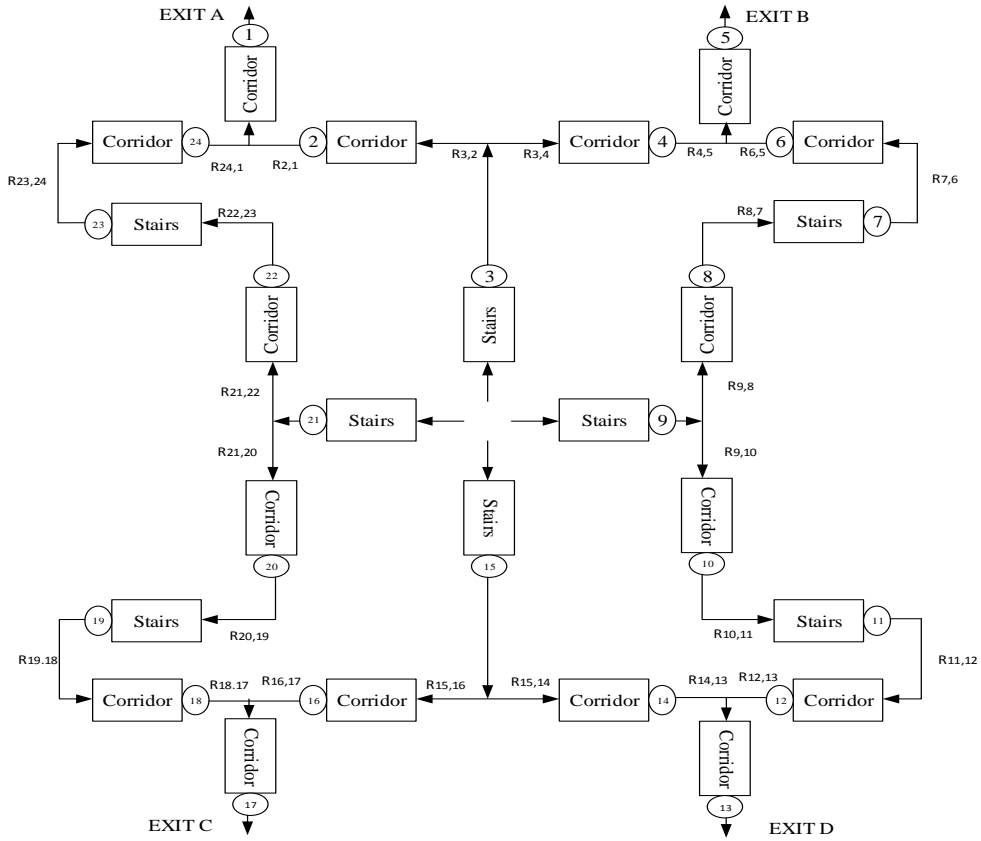 EXIT A
EXIT B
1
5
Corridor
Corridor
Corridor
24
2
Corridor
Corridor
4
6
Corridor
R24,1
R2,1
R3,2
R3,4
R4,5
R6,5
R23,24
R7,6
23
Stairs
R22,23
R8,7
Stairs
7
22
3
8
Corridor
Stairs
Corridor
R21,22
R9,8
21
Stairs
Stairs
9
R21,20
R9,10
Corridor
Stairs
Corridor
20
15
10
19
Stairs
R20,19
R10,11
Stairs
11
R19.18
R11,12
Corridor
18
R18.17
R16,17
16
Corridor
R15,16
R15,14
Corridor
14
R14,13
R12,13
12
Corridor
Corridor
Corridor
17
13
EXIT C
EXIT D